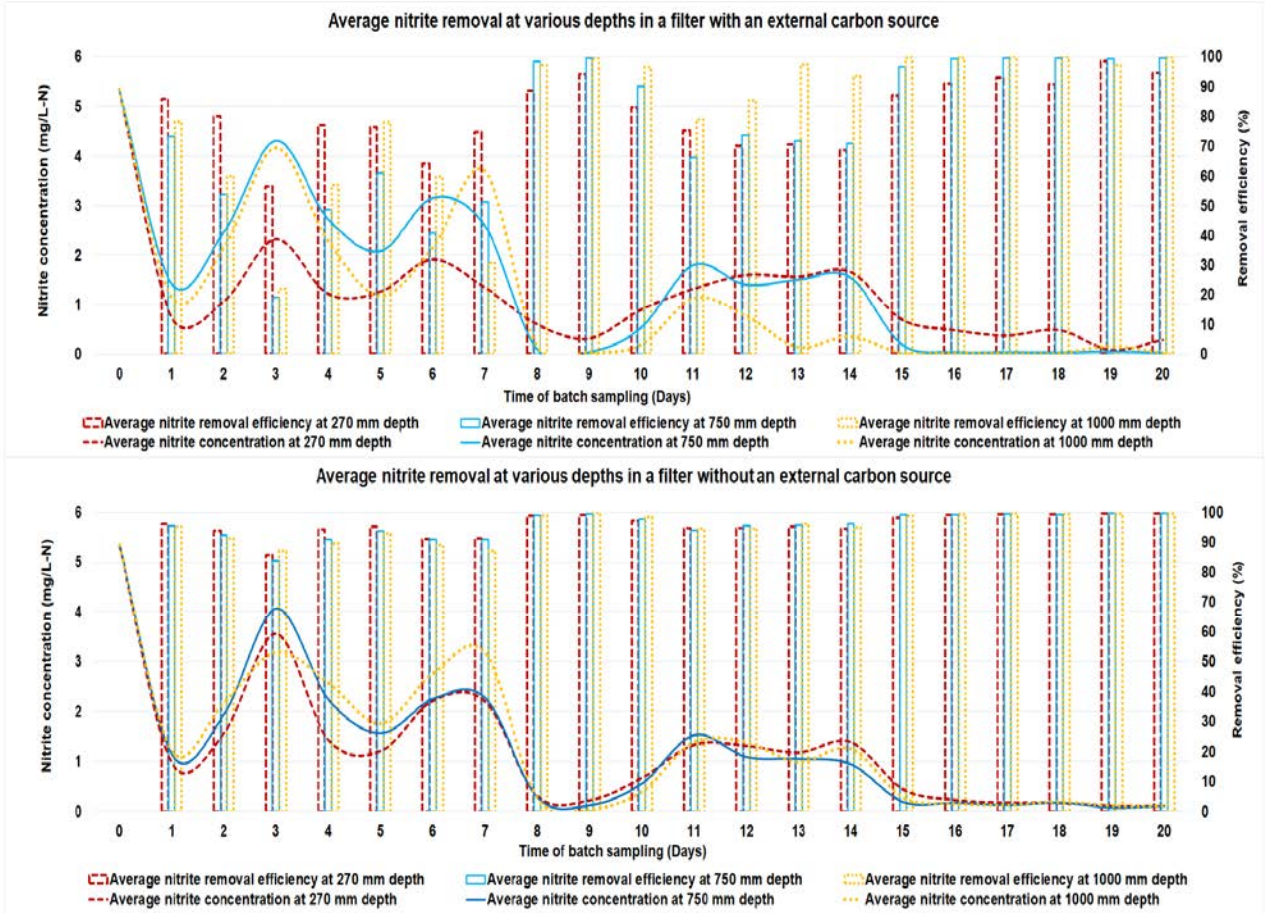 Average nitrite removal at various depths in a filter with an external carbon source
Nitrite concentration (mg/L-N)
6
5
4
3
2
1
0
100
90
80
70
60
50
40
30
20
10
0
Removal efficiency (%)
0 1 2 3 4 5 6 7 8 9 10 11 12 13 14 15 16 17 18 19 20
Time of batch sampling (Days)
Average nitrite removal efficiency at 270 mm depth Average nitrite removal efficiency at 750 mm depth Average nitrite removal efficiency at 1000 mm depth
Average nitrite concentration at 270 mm depth Average nitrite concentration at 750 mm depth Average nitrite concentration at 1000 mm depth
Average nitrite removal at various depths in a filter without an external carbon source
Nitrite concentration (mg/L-N)
6
5
4
3
2
1
0
100
90
80
70
60
50
40
30
20
10
0
Removal efficiency (%)
0 1 2 3 4 5 6 7 8 9 10 11 12 13 14 15 16 17 18 19 20
Time of batch sampling (Days)
Average nitrite removal efficiency at 270 mm depth Average nitrite removal efficiency at 750 mm depth Average nitrite removal efficiency at 1000 mm depth
Average nitrite concentration at 270 mm depth Average nitrite concentration at 750 mm depth Average nitrite concentration at 1000 mm depth